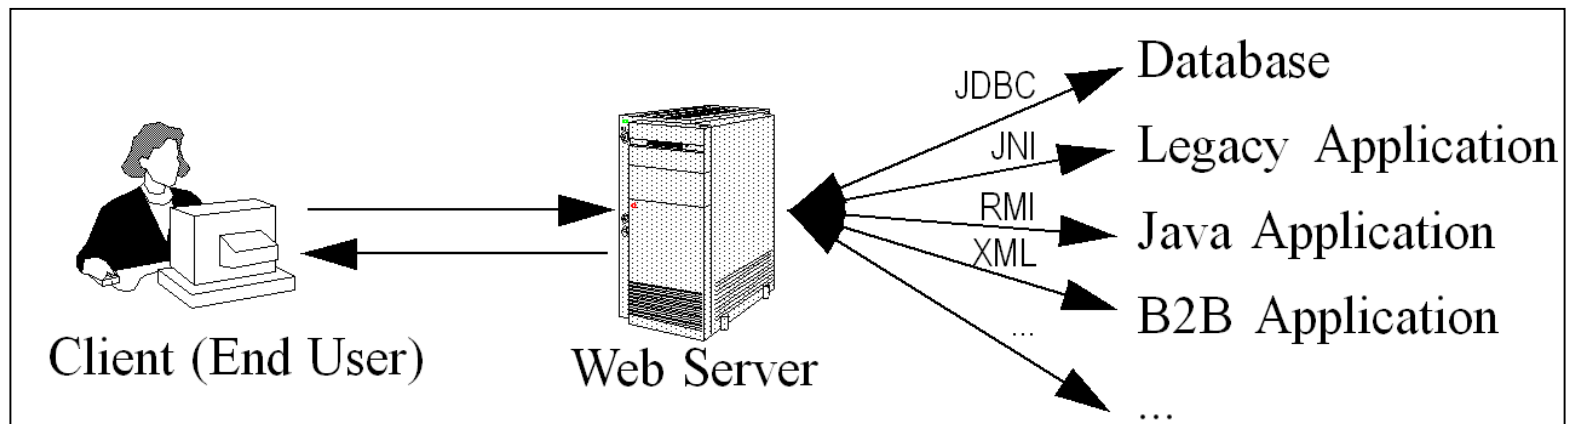 JDBC
Database
JNI
Legacy Application
RMI
Java Application
XML
B2B Application
...
...
Client (End User)
Web Server